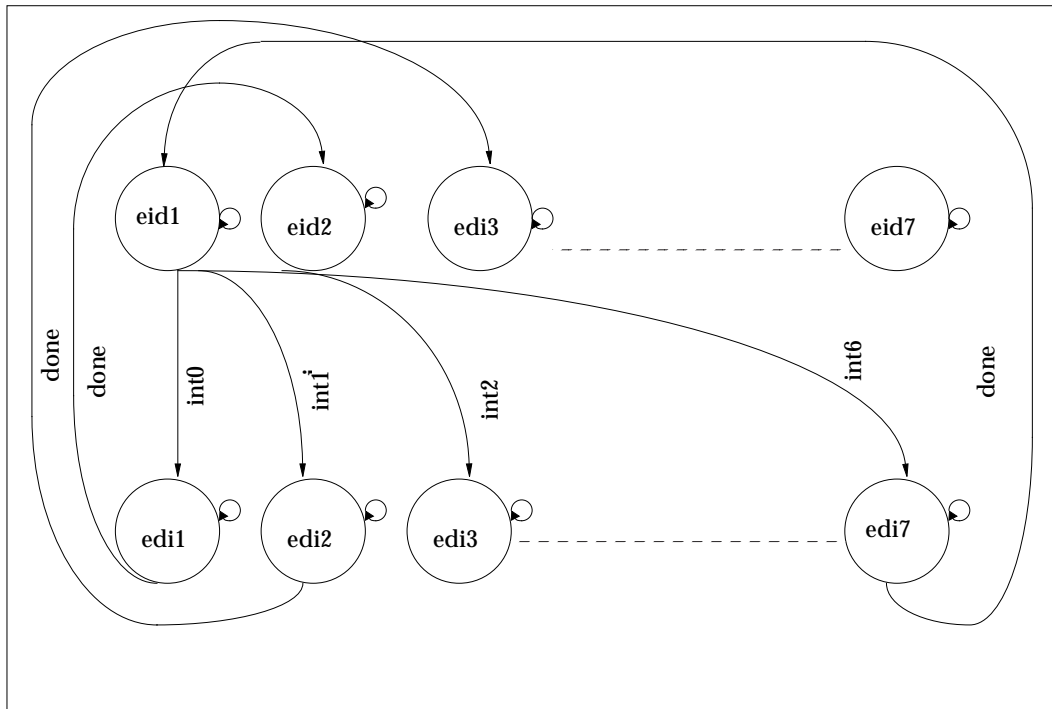 eid1
eid2
edi3
eid7
done
done
int0
int1
int2
int6
done
edi1
edi2
edi3
edi7